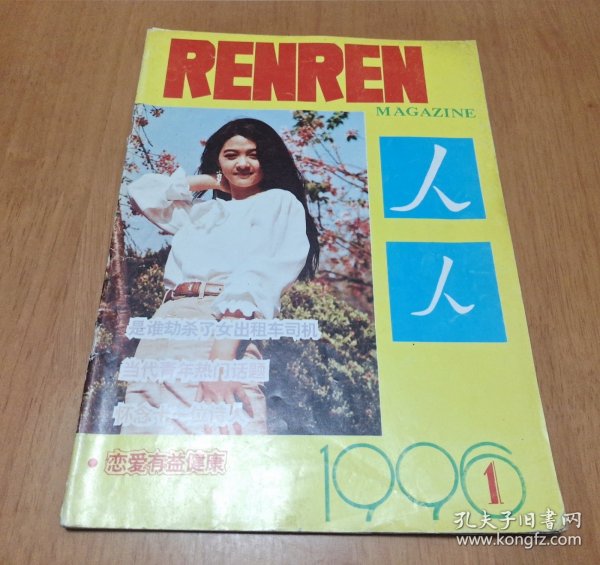 RENREN
MAGAZINE
人
人
是谁劫杀了女出租车司机
当代青年热门话题
怀念
恋爱有益健康
1996
1
孔夫子旧书网
www.kongfz.com